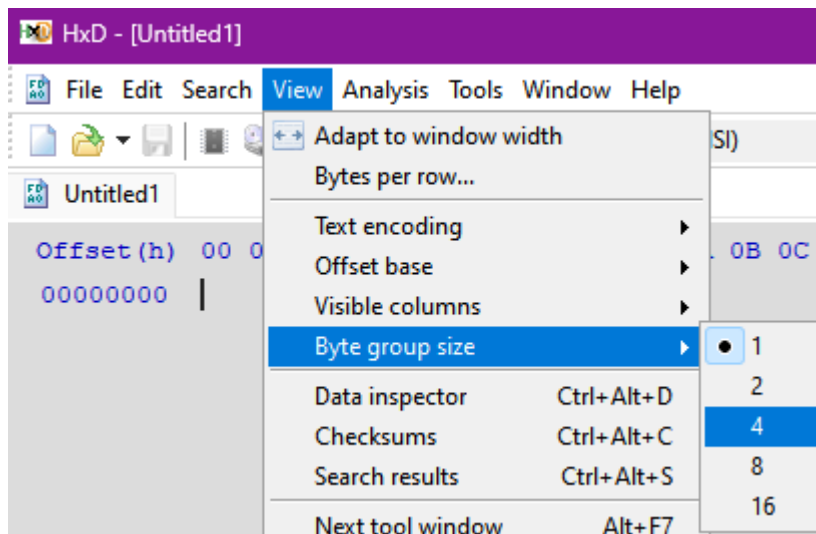 HxD - [Untitled1]
File Edit Search View Analysis Tools Window Help
Adapt to window width
SI)
Bytes per row...
Untitled1
Text encoding
Offset(h) 00 0
0B 0C
Offset base
00000000
Visible columns
Byte group size
1
2
Data inspector Ctrl+Alt+D
4
Checksums Ctrl+Alt+C
8
Search results Ctrl+Alt+S
16
Next tool window Alt+F7